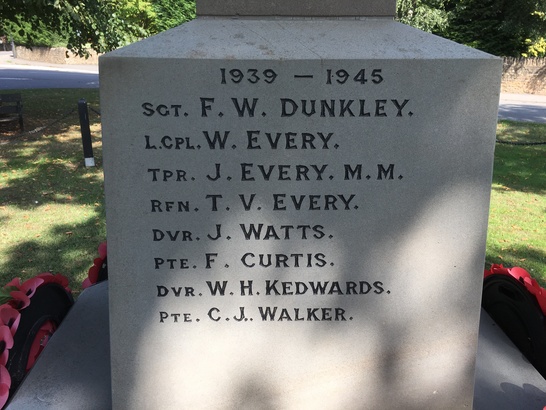 1939 — 1945
SGT. F. W. DUNKLEY.
L.CPL. W. EVERY.
TPR. J. EVERY. M.M.
RFN. T. V. EVERY.
DVR. J. WATTS.
PTE. F. CURTIS.
DVR. W. H. KEDWARDS.
PTE. C. J. WALKER.